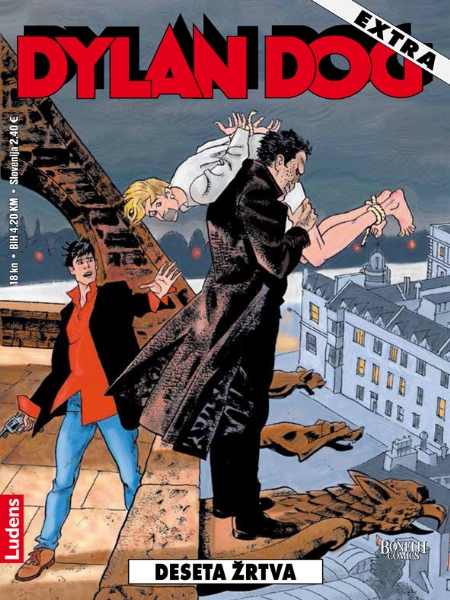 EXTRA
DYLAN DOG
18 kn • BIH 4.20 KM • Slovenija 2.40 €
Ludens
BONELLI
COMICS
DESETA ŽRTVA